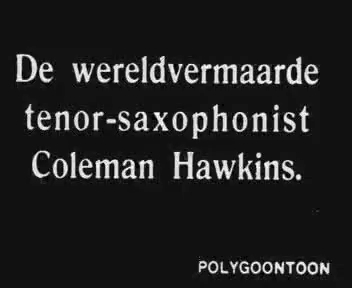 De wereldvermaarde
tenor-saxophonist
Coleman Hawkins.
POLYGOONTOON